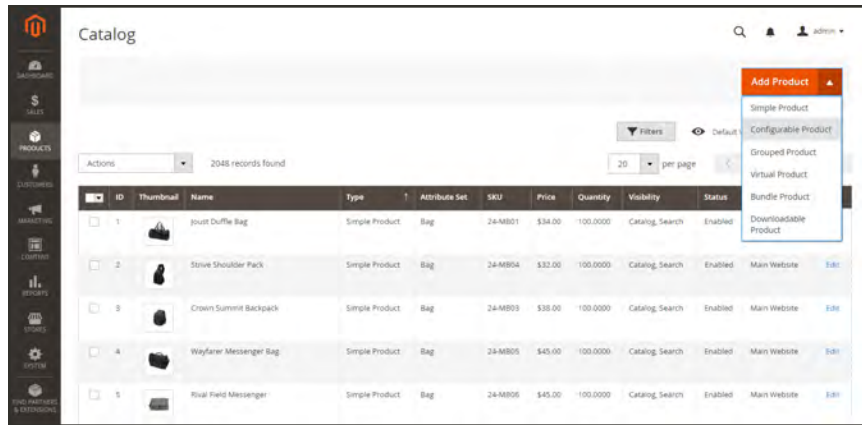 Catalog
admin
Add Product
Simple Product
Configurable Product
Grouped Product
Virtual Product
Bundle Product
Downloadable
Product
DASHBOARD
SALES
PRODUCTS
CUSTOMERS
MARKETING
CONTENT
REPORTS
STORES
SYSTEM
FIND PARTNERS
& EXTENSIONS
Filters
Default
Actions
2048 records found
20 per page
ID Thumbnail Name Type ↑ Attribute Set SKU Price Quantity Visibility Status
1 Joust Duffle Bag Simple Product Bag 24-MB01 $34.00 100.0000 Catalog, Search Enabled
2 Strive Shoulder Pack Simple Product Bag 24-MB04 $32.00 100.0000 Catalog, Search Enabled Main Website Edit
3 Crown Summit Backpack Simple Product Bag 24-MB03 $38.00 100.0000 Catalog, Search Enabled Main Website Edit
4 Wayfarer Messenger Bag Simple Product Bag 24-MB05 $45.00 100.0000 Catalog, Search Enabled Main Website Edit
5 Rival Field Messenger Simple Product Bag 24-MB06 $45.00 100.0000 Catalog, Search Enabled Main Website Edit